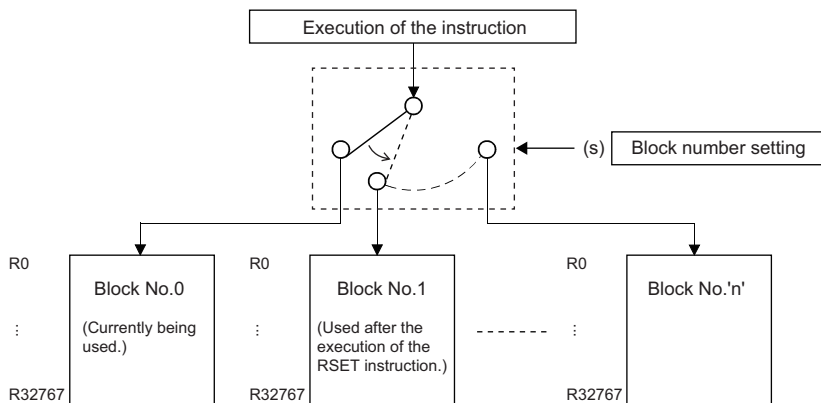 Execution of the instruction
(s)
Block number setting
R0
Block No.0
R0
Block No.1
R0
Block No.'n'
⋮
(Currently being
used.)
⋮
(Used after the
execution of the
RSET instruction.)
⋮
R32767
R32767
R32767